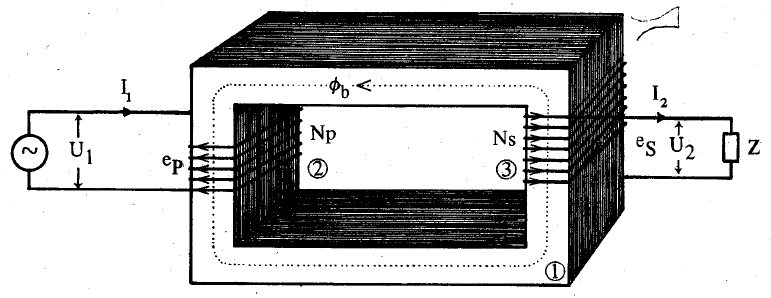 ϕb
I1
I2
Np
Ns
U1
eP
eS
U2
Z
~
②
③
①